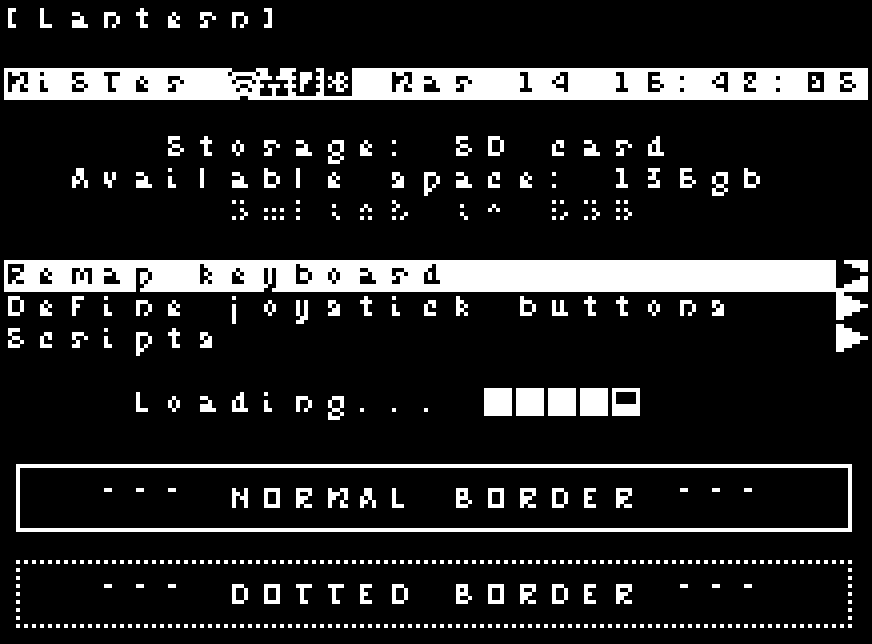 [Lantern]
MiSTer Mar 14 16:42:05
Storage: SD card
Available space: 136gb
Remap keyboard
Define joystick buttons
Scripts
Loading...
--- NORMAL BORDER ---
--- DOTTED BORDER ---